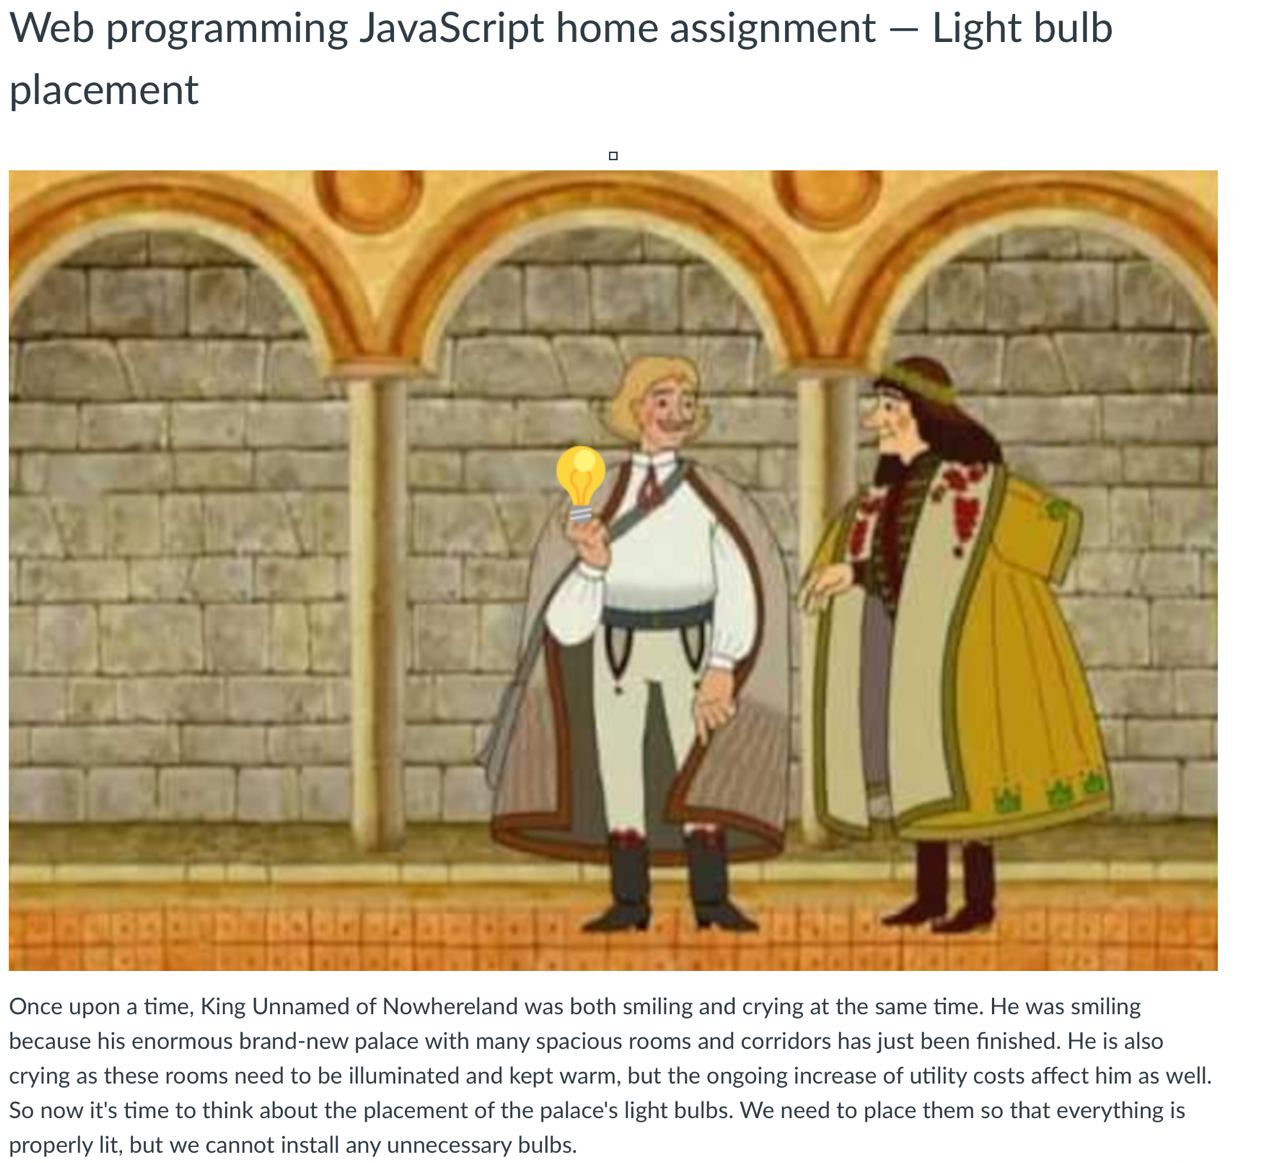 Web programming JavaScript home assignment — Light bulb
placement
Once upon a time, King Unnamed of Nowhereland was both smiling and crying at the same time. He was smiling
because his enormous brand-new palace with many spacious rooms and corridors has just been finished. He is also
crying as these rooms need to be illuminated and kept warm, but the ongoing increase of utility costs affect him as well.
So now it's time to think about the placement of the palace's light bulbs. We need to place them so that everything is
properly lit, but we cannot install any unnecessary bulbs.